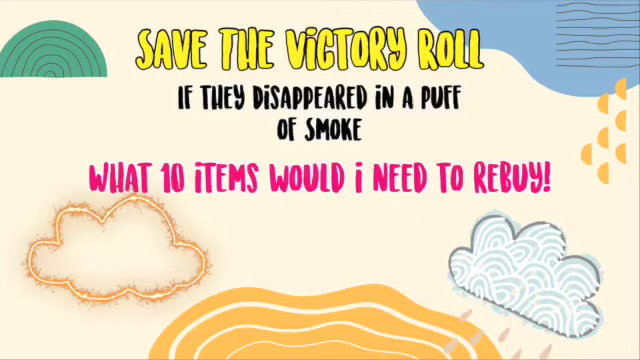 SAVE THE ViCTORY ROLL
IF THEY DiSAPPEARED iN A PUFF
OF SMOKE
WHAT 10 iTEMS WOULD i NEED TO REBUY!